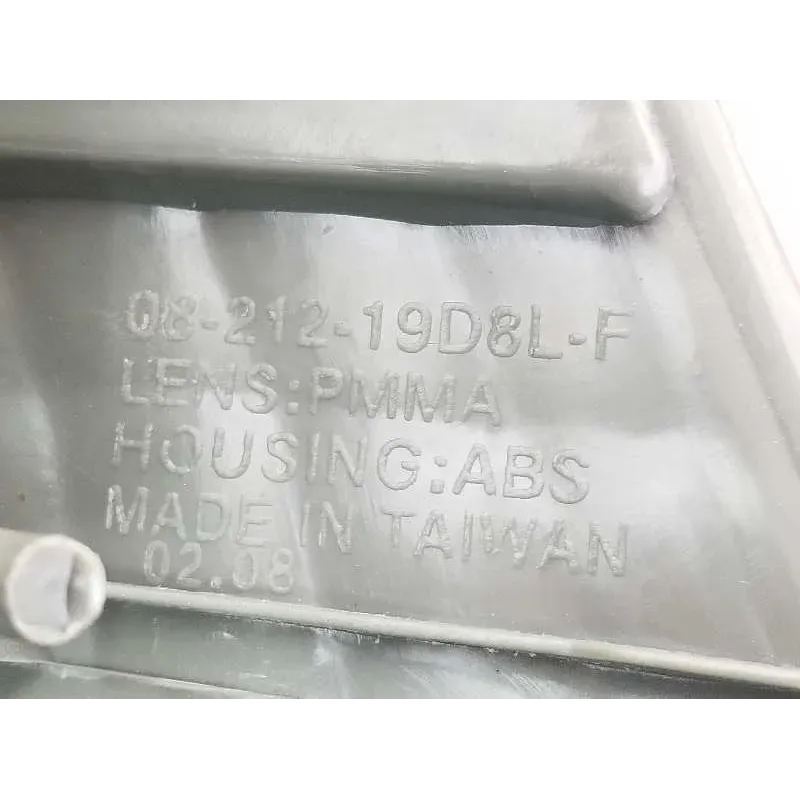 08-212-19D8L-F
LENS:PMMA
HOUSING:ABS
MADE IN TAIWAN
02.08